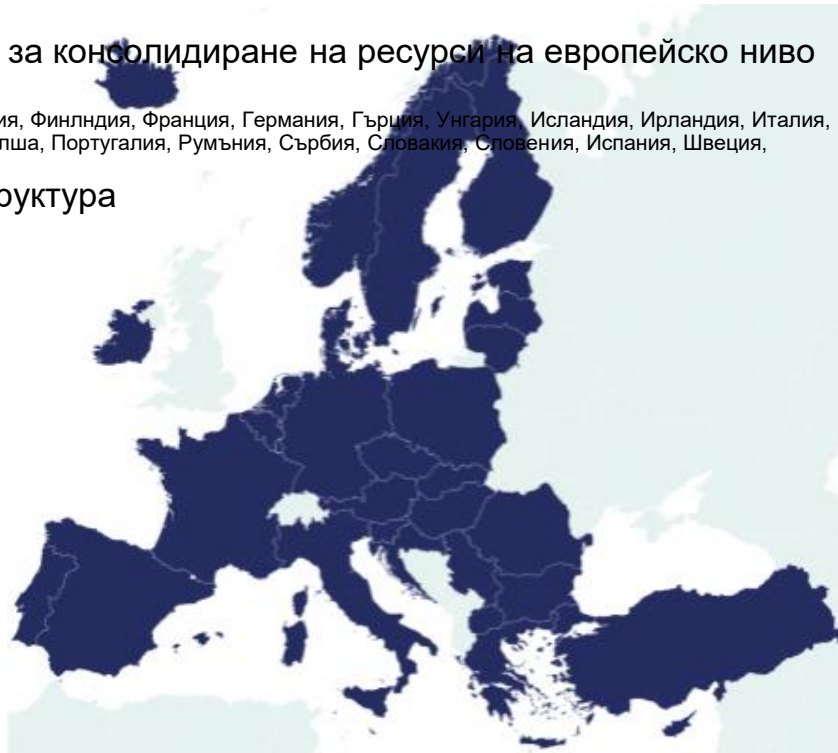 за консолидиране на ресурси на европейско ниво
ия, Финлндия, Франция, Германия, Гърция, Унгария, Исландия, Ирландия, Италия,
лша, Португалия, Румъния, Сърбия, Словакия, Словения, Испания, Швеция,
руктура